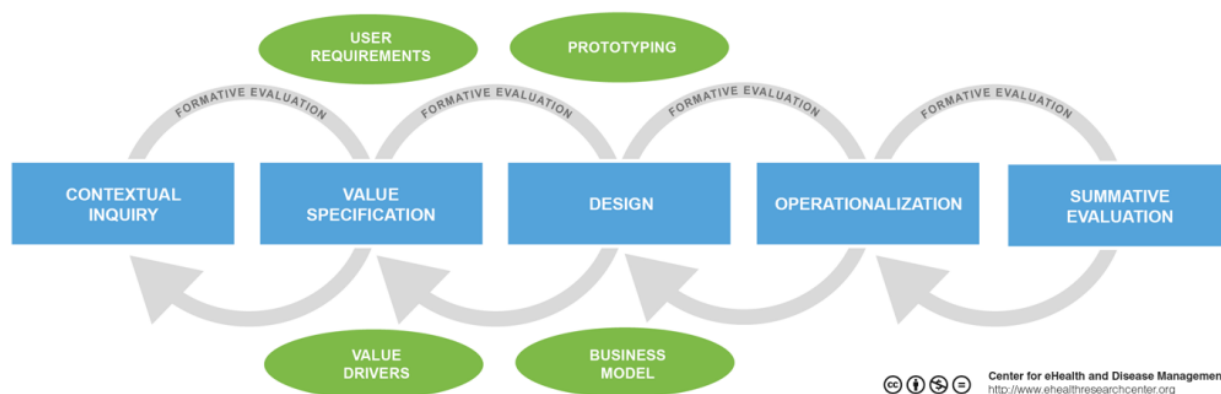 USER
REQUIREMENTS
PROTOTYPING
FORMATIVE EVALUATION
FORMATIVE EVALUATION
FORMATIVE EVALUATION
FORMATIVE EVALUATION
CONTEXTUAL
INQUIRY
VALUE
SPECIFICATION
DESIGN
OPERATIONALIZATION
SUMMATIVE
EVALUATION
VALUE
DRIVERS
BUSINESS
MODEL
cc
Center for eHealth and Disease Managemen
http://www.ehealthresearchcenter.org